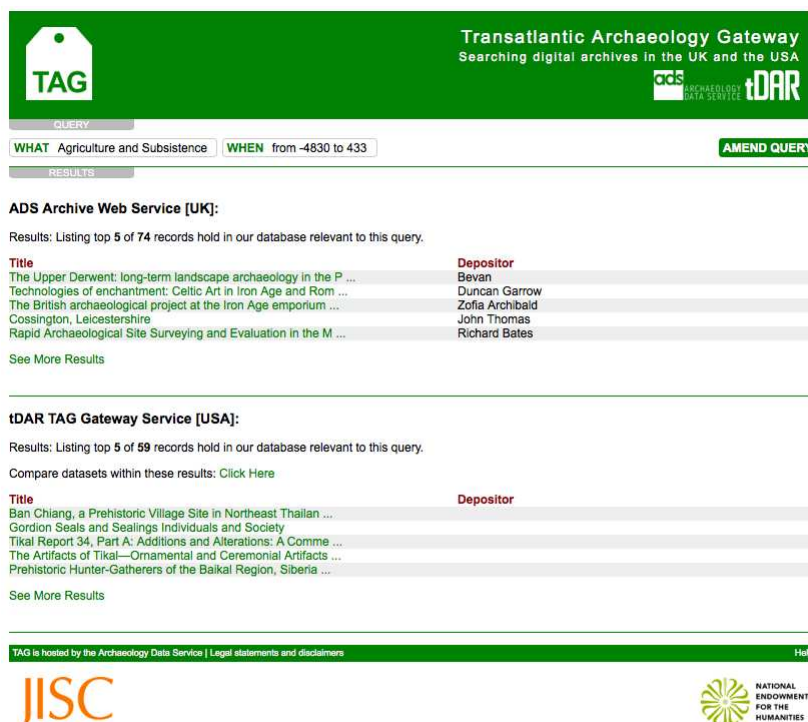 TAG
Transatlantic Archaeology Gateway
Searching digital archives in the UK and the USA
ads ARCHAEOLOGY DATA SERVICE tDAR
QUERY
WHAT Agriculture and Subsistence WHEN from -4830 to 433 AMEND QUERY
RESULTS
ADS Archive Web Service [UK]:
Results: Listing top 5 of 74 records hold in our database relevant to this query.
Title Depositor
The Upper Derwent: long-term landscape archaeology in the P ... Bevan
Technologies of enchantment: Celtic Art in Iron Age and Rom ... Duncan Garrow
The British archaeological project at the Iron Age emporium ... Zofia Archibald
Cossington, Leicestershire John Thomas
Rapid Archaeological Site Surveying and Evaluation in the M ... Richard Bates
See More Results
tDAR TAG Gateway Service [USA]:
Results: Listing top 5 of 59 records hold in our database relevant to this query.
Compare datasets within these results: Click Here
Title Depositor
Ban Chiang, a Prehistoric Village Site in Northeast Thailan ...
Gordion Seals and Sealings Individuals and Society
Tikal Report 34, Part A: Additions and Alterations: A Comme ...
The Artifacts of Tikal—Ornamental and Ceremonial Artifacts ...
Prehistoric Hunter-Gatherers of the Baikal Region, Siberia ...
See More Results
TAG is hosted by the Archaeology Data Service | Legal statements and disclaimers Hel
JISC
NATIONAL
ENDOWMENT
FOR THE
HUMANITIES